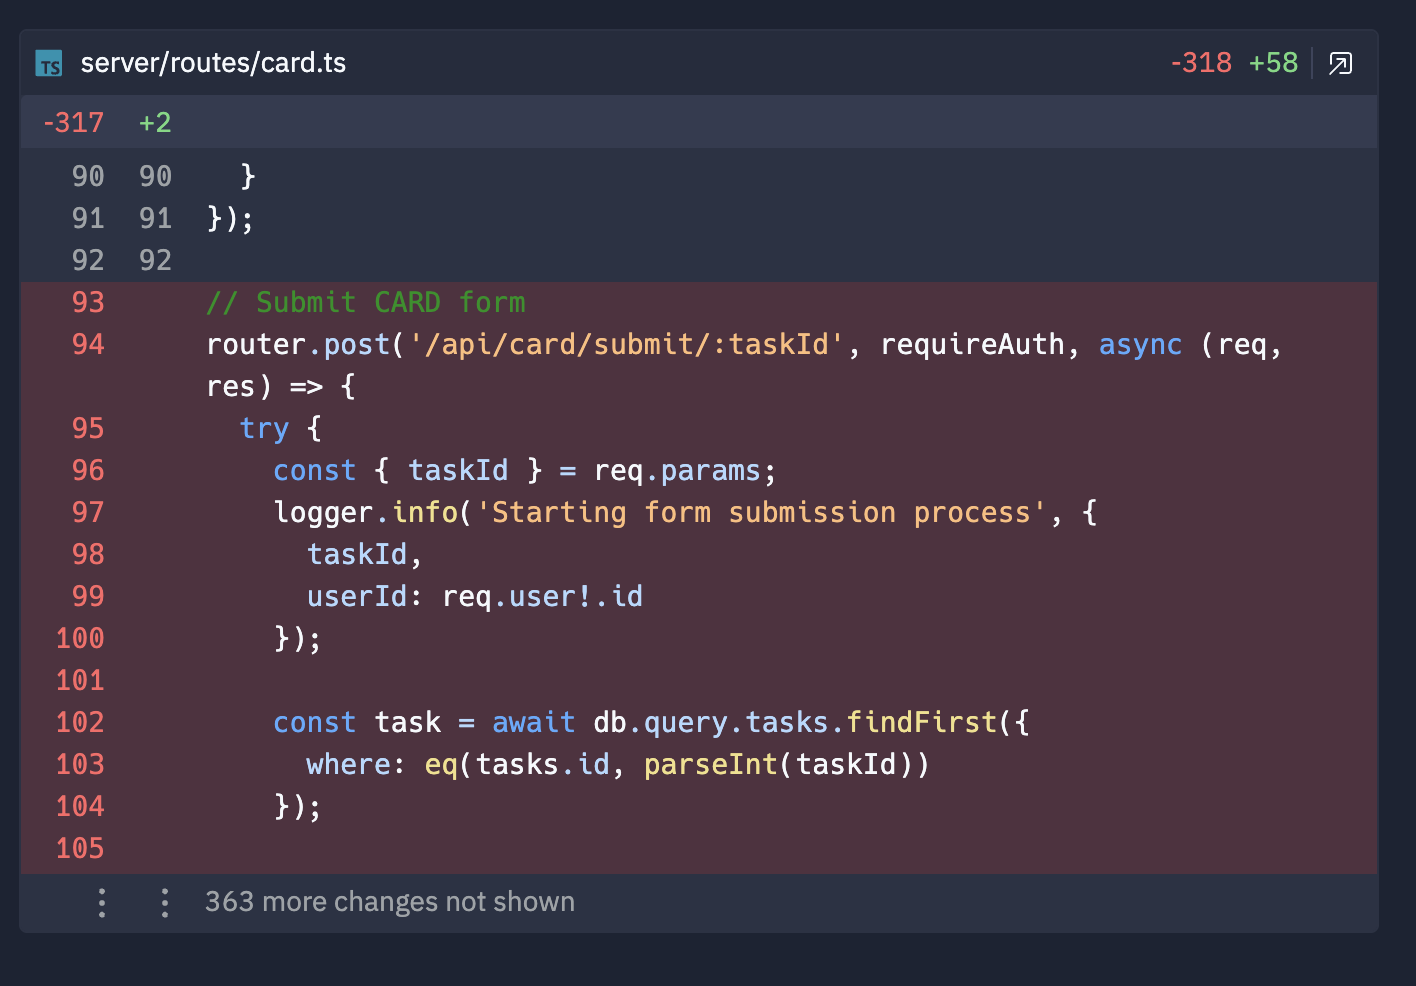 TS server/routes/card.ts -318 +58
-317 +2
90 90   }
91 91 });
92 92
93 // Submit CARD form
94 router.post('/api/card/submit/:taskId', requireAuth, async (req,
res) => {
95   try {
96     const { taskId } = req.params;
97     logger.info('Starting form submission process', {
98       taskId,
99       userId: req.user!.id
100     });
101
102     const task = await db.query.tasks.findFirst({
103       where: eq(tasks.id, parseInt(taskId))
104     });
105
363 more changes not shown